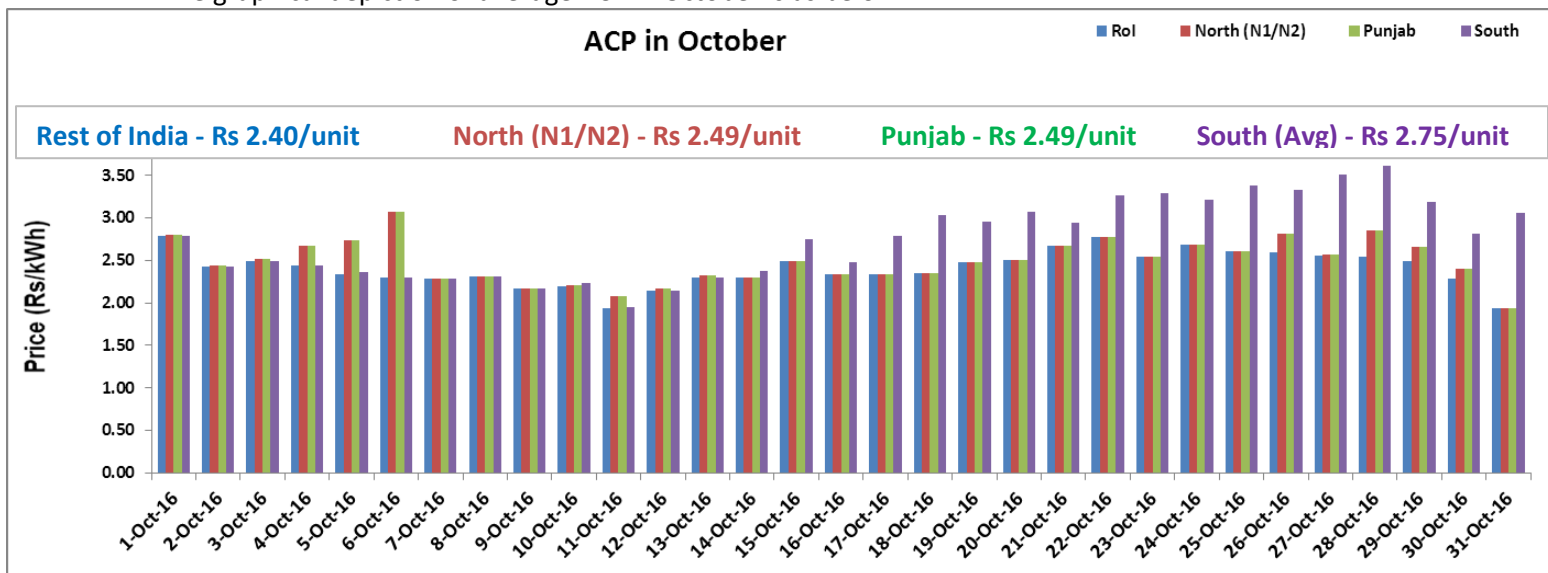 ACP in October
RoI North (N1/N2) Punjab South
Rest of India - Rs 2.40/unit North (N1/N2) - Rs 2.49/unit Punjab - Rs 2.49/unit South (Avg) - Rs 2.75/unit
Price (Rs/kWh)
3.50
3.00
2.50
2.00
1.50
1.00
0.50
0.00
1-Oct-16
2-Oct-16
3-Oct-16
4-Oct-16
5-Oct-16
6-Oct-16
7-Oct-16
8-Oct-16
9-Oct-16
10-Oct-16
11-Oct-16
12-Oct-16
13-Oct-16
14-Oct-16
15-Oct-16
16-Oct-16
17-Oct-16
18-Oct-16
19-Oct-16
20-Oct-16
21-Oct-16
22-Oct-16
23-Oct-16
24-Oct-16
25-Oct-16
26-Oct-16
27-Oct-16
28-Oct-16
29-Oct-16
30-Oct-16
31-Oct-16